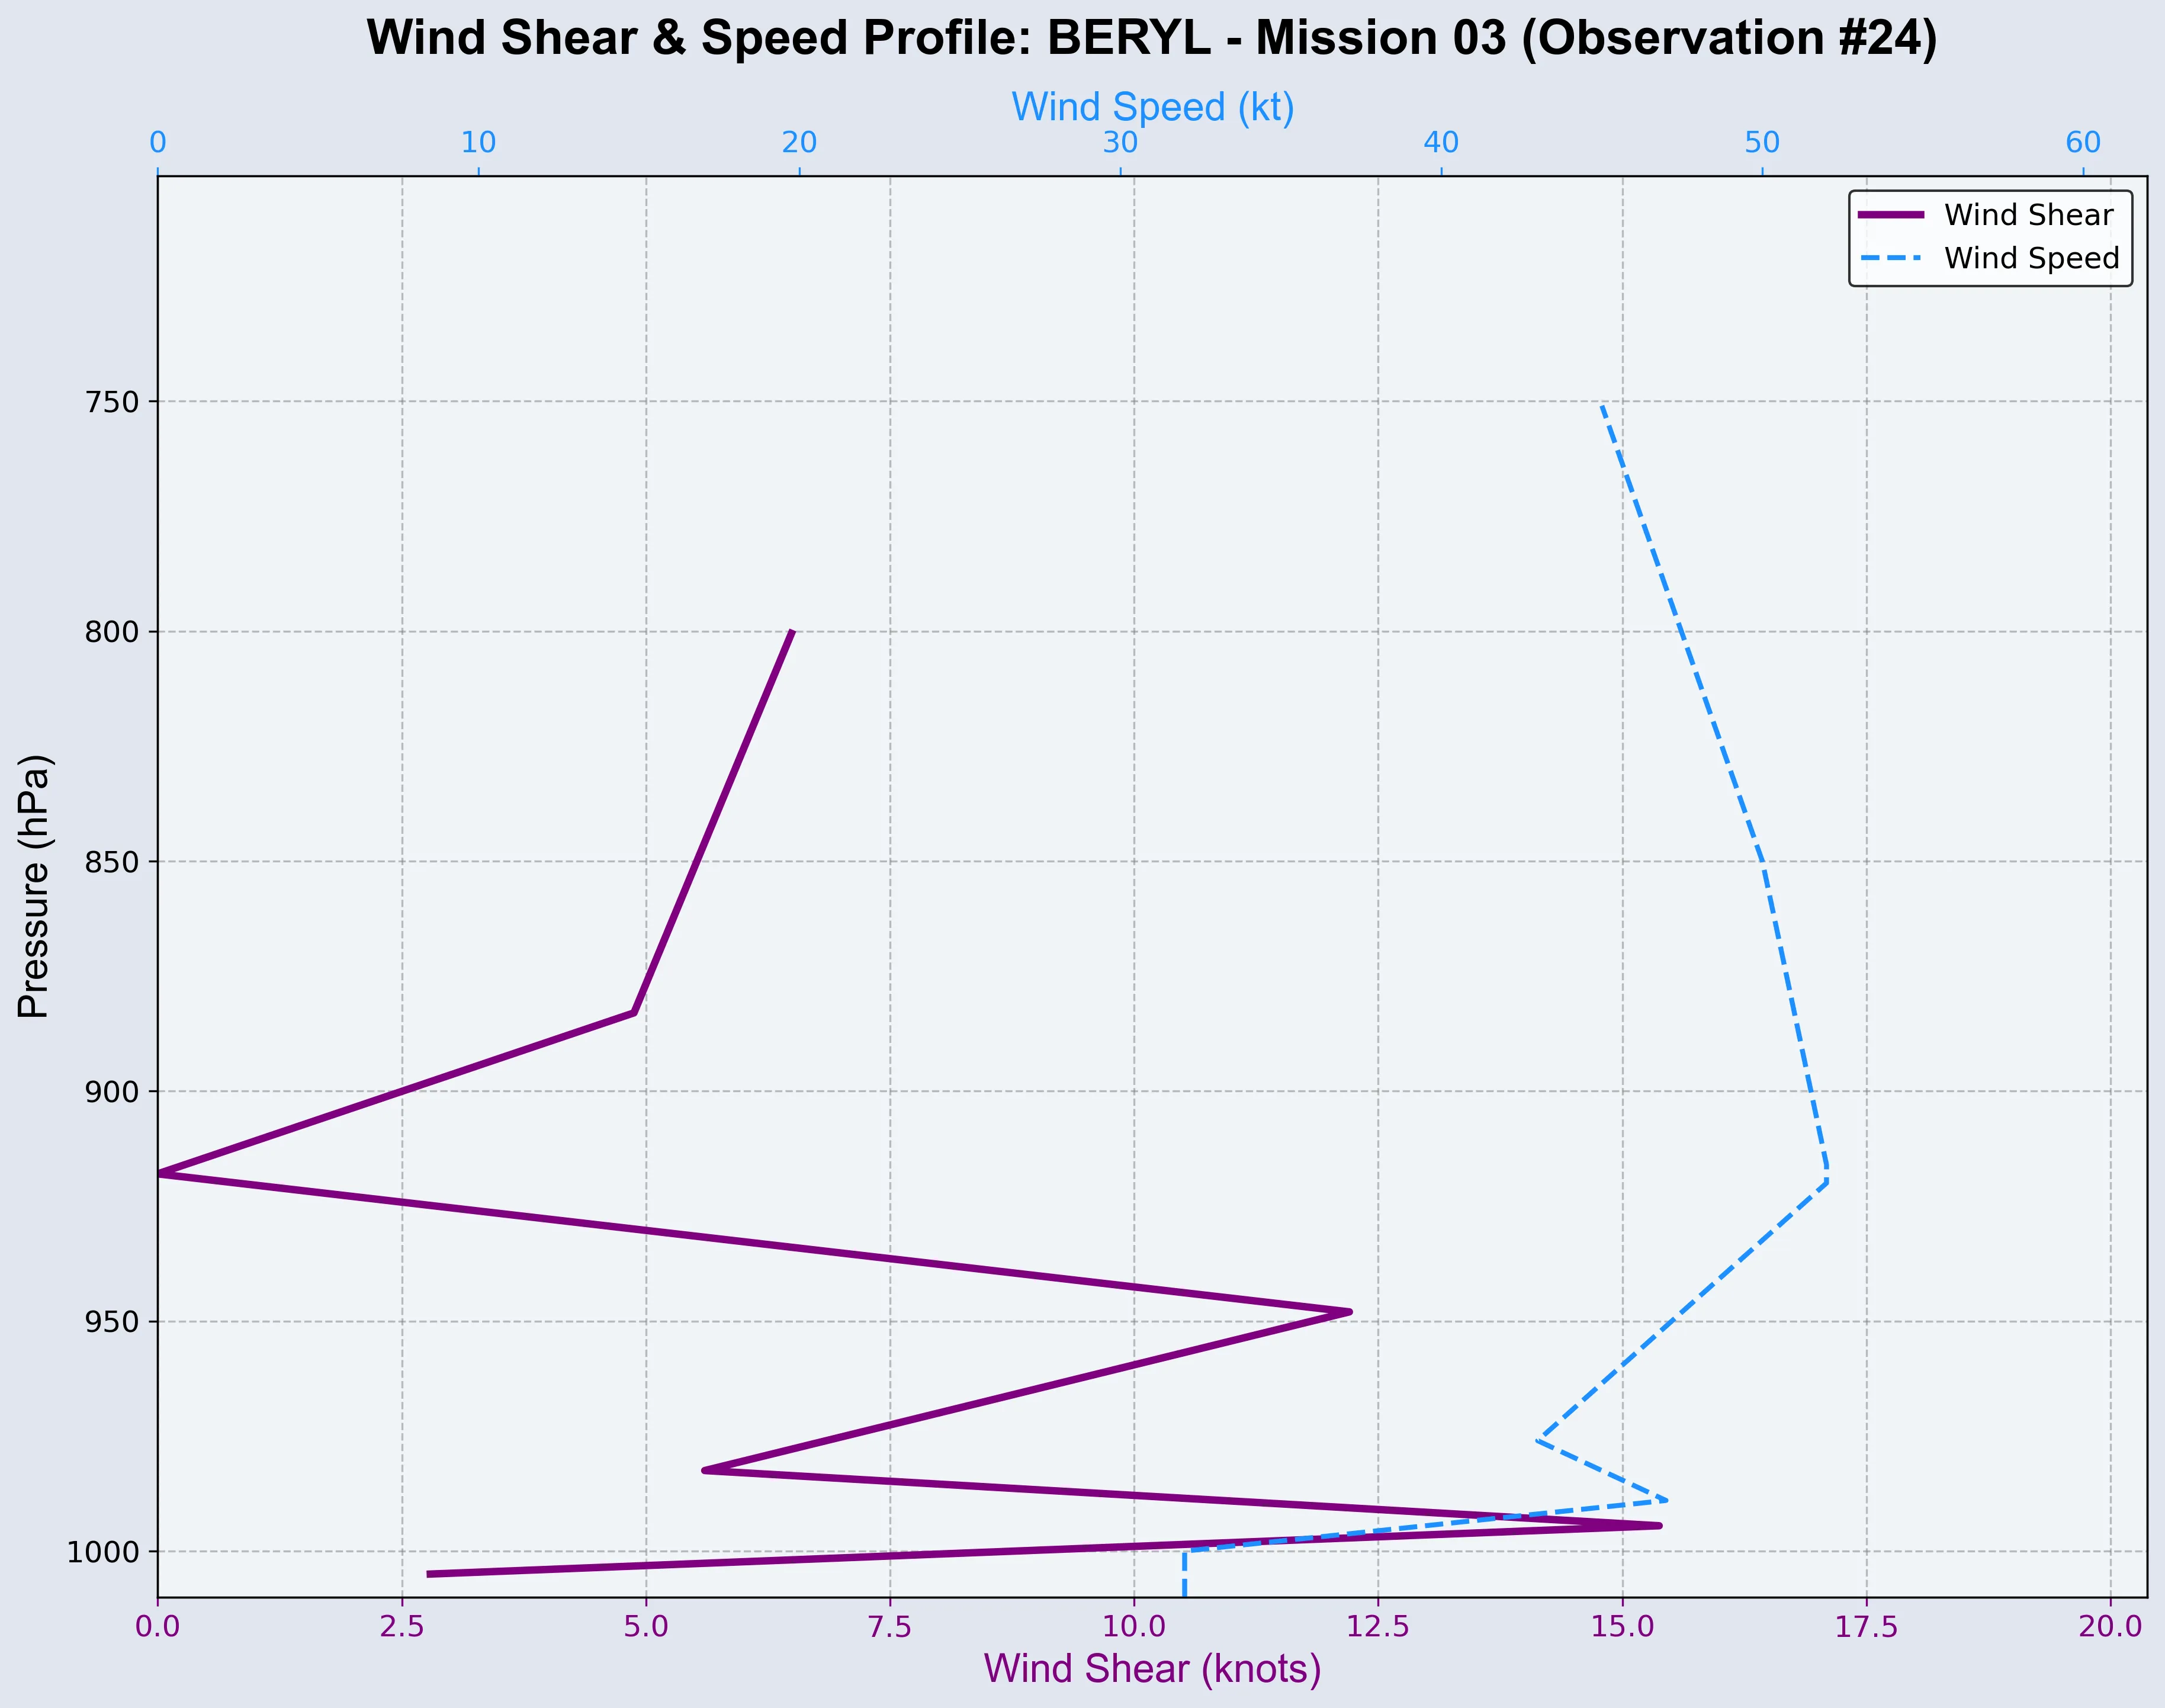 Wind Shear & Speed Profile: BERYL - Mission 03 (Observation #24)
Wind Speed (kt)
0 10 20 30 40 50 60
Wind Shear
Wind Speed
750
800
850
900
950
1000
Pressure (hPa)
0.0 2.5 5.0 7.5 10.0 12.5 15.0 17.5 20.0
Wind Shear (knots)